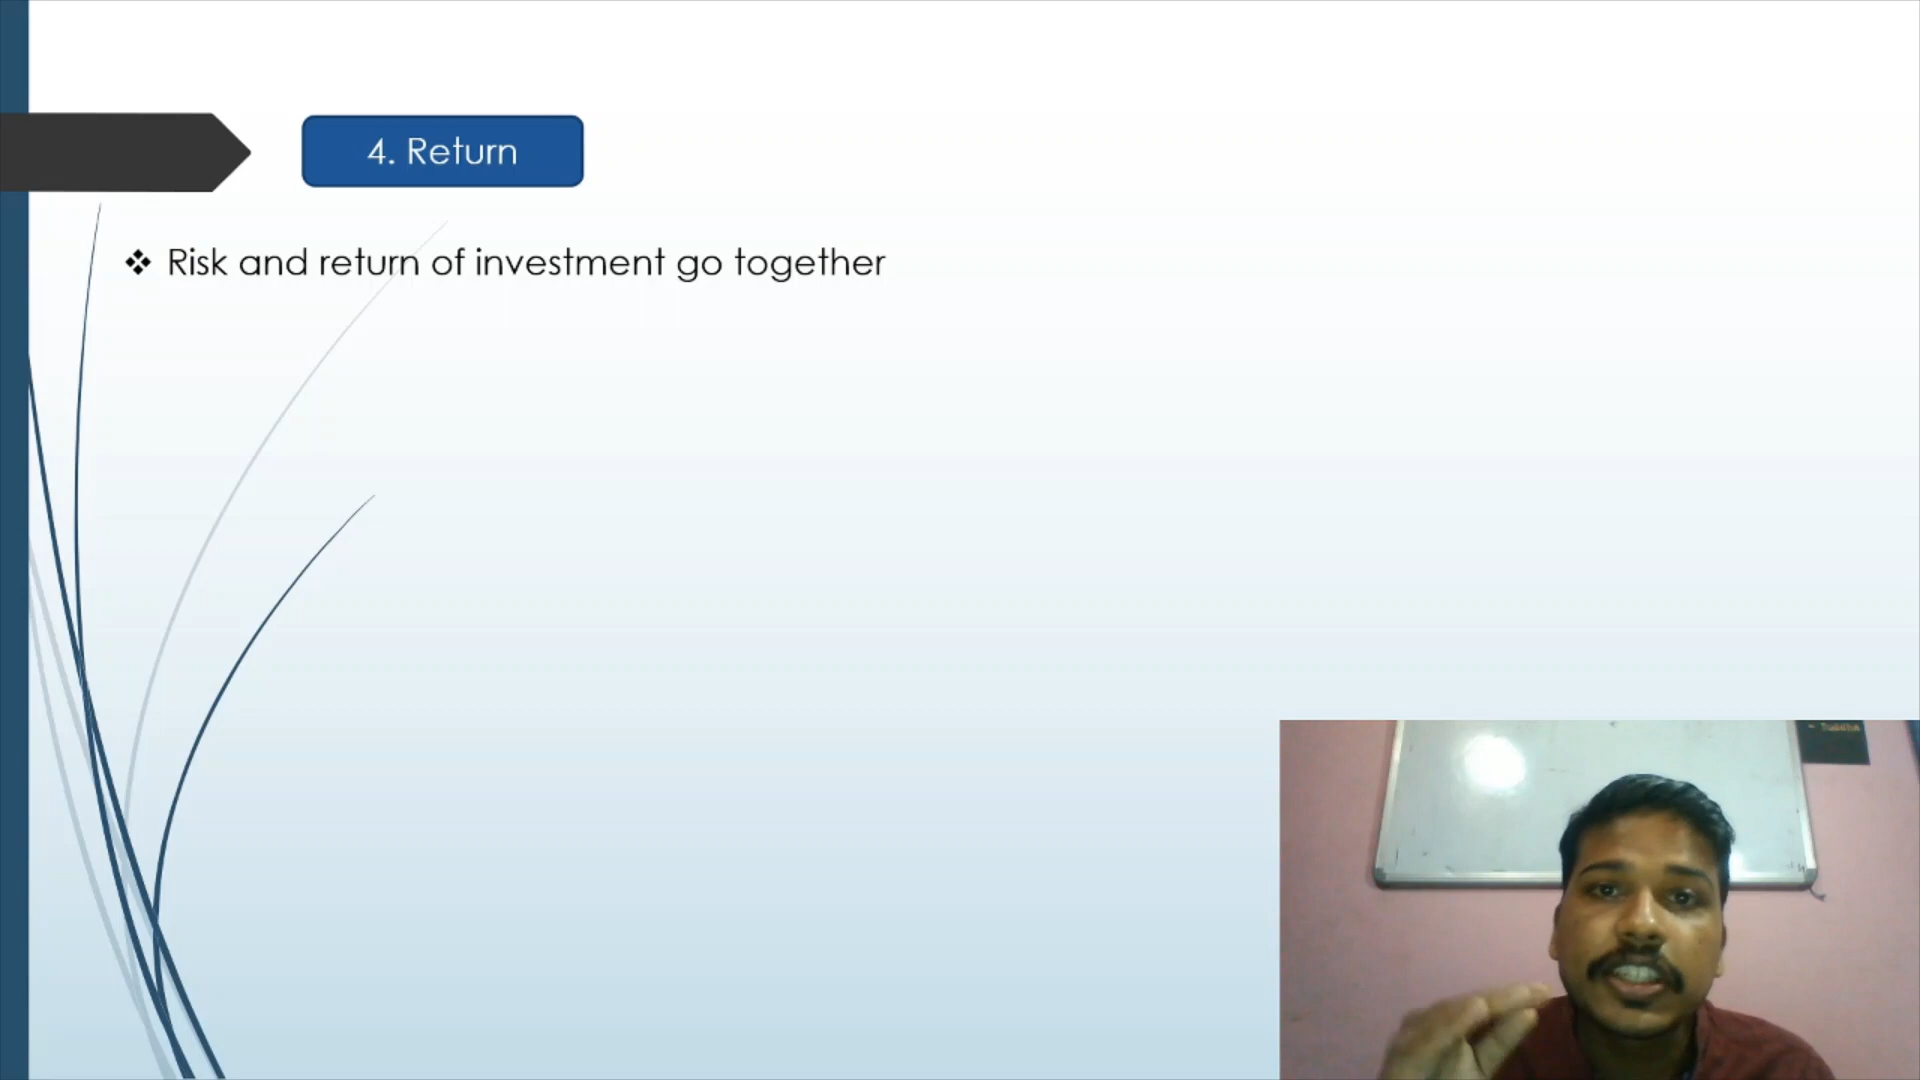 4. Return
❖ Risk and return of investment go together